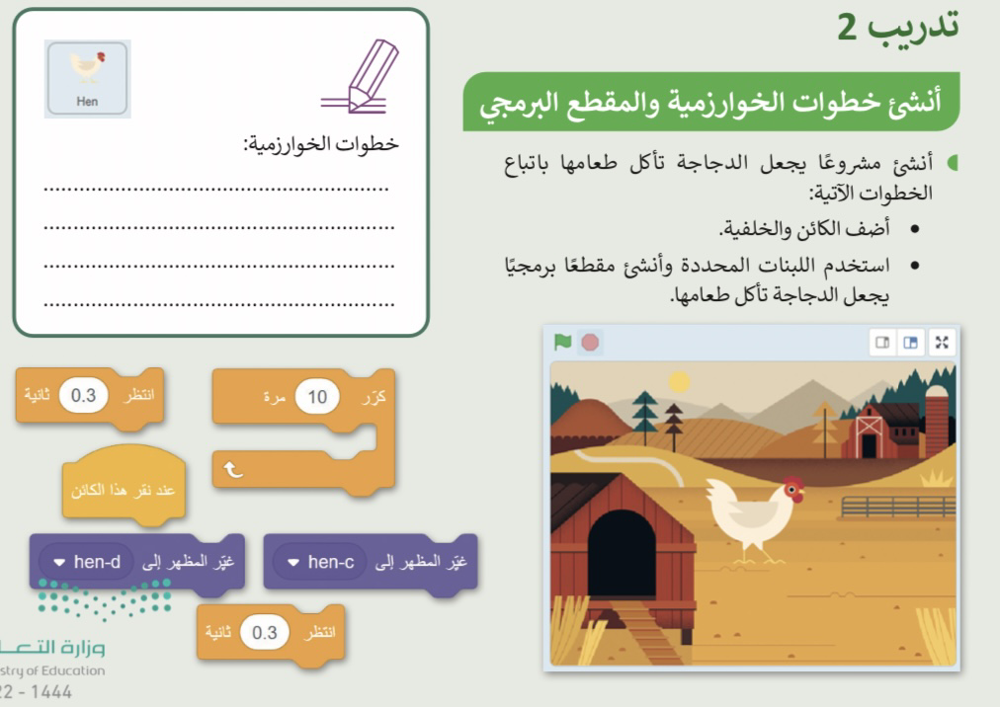 تدريب 2
أنشئ خطوات الخوارزمية والمقطع البرمجي
أنشئ مشروعًا يجعل الدجاجة تأكل طعامها باتباع
الخطوات الآتية:
• أضف الكائن والخلفية.
• استخدم اللبنات المحددة وأنشئ مقطعًا برمجيًا
يجعل الدجاجة تأكل طعامها.
Hen
خطوات الخوارزمية:
................................................
................................................
................................................
................................................
كرّر 10 مرة
انتظر 0.3 ثانية
عند نقر هذا الكائن
غيّر المظهر إلى hen-c
غيّر المظهر إلى hen-d
انتظر 0.3 ثانية
وزارة التعـ
stry of Education
22 - 1444